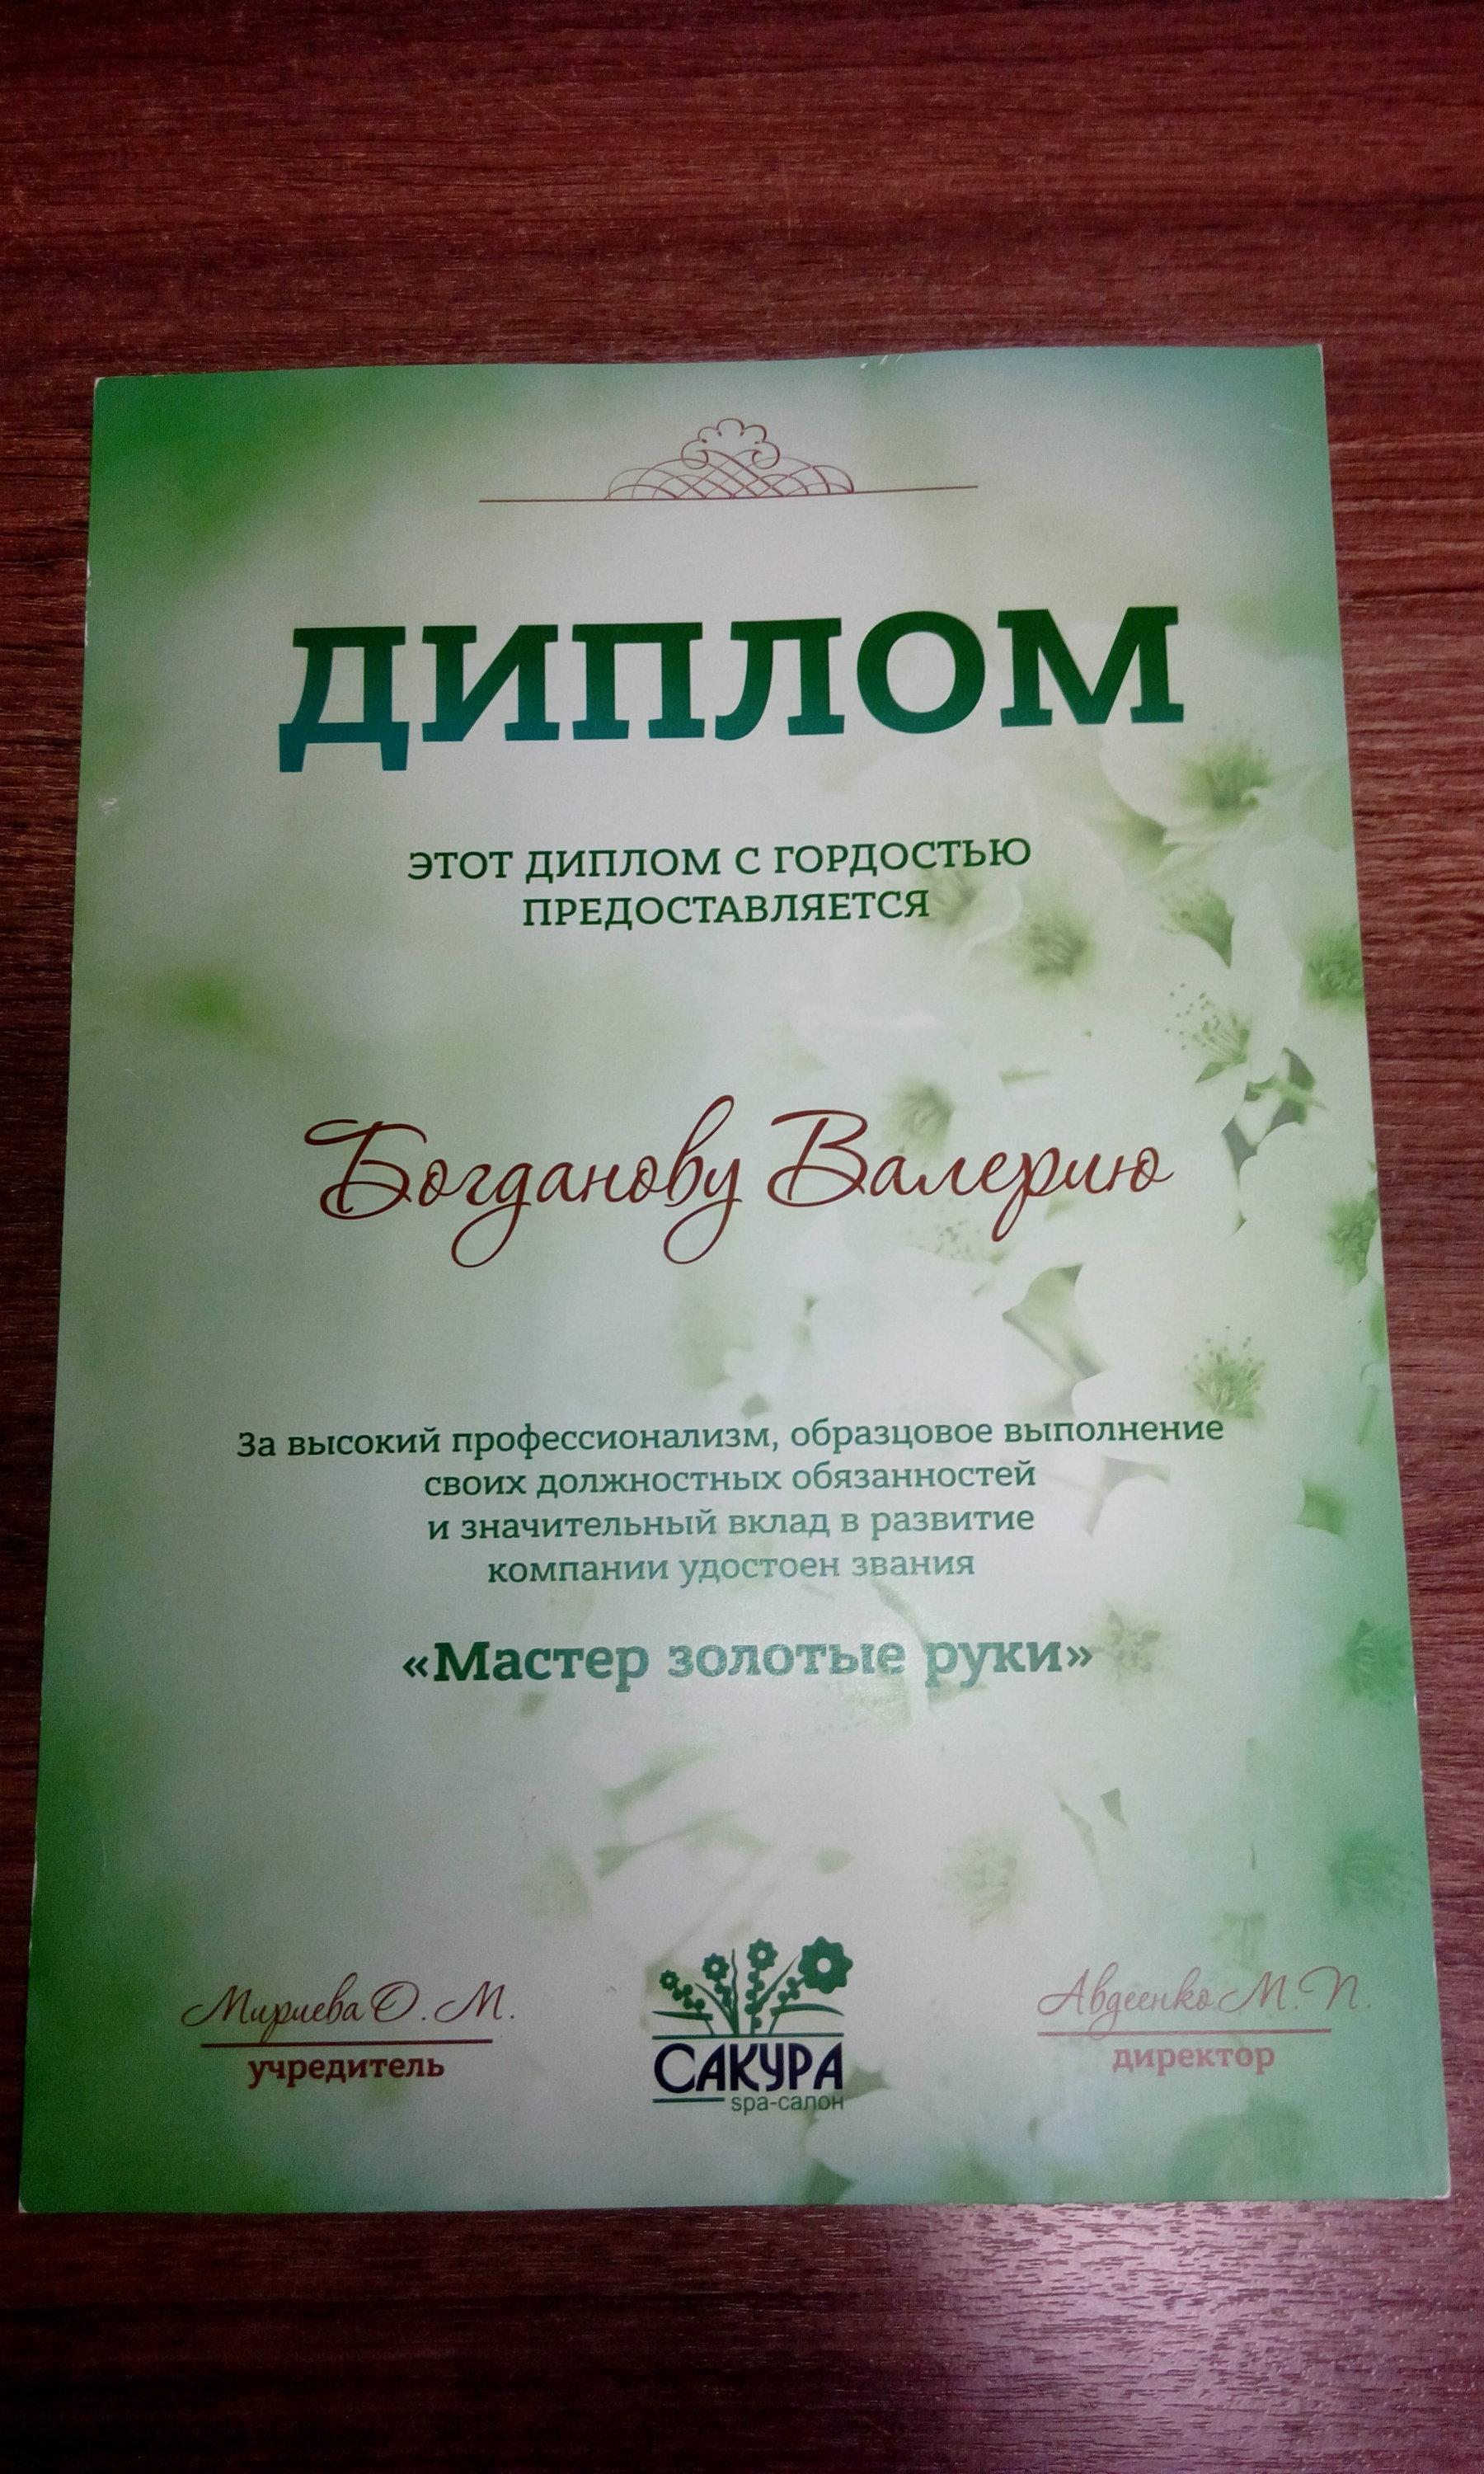 ДИПЛОМ
ЭТОТ ДИПЛОМ С ГОРДОСТЬЮ
ПРЕДОСТАВЛЯЕТСЯ
Богданову Валерию
За высокий профессионализм, образцовое выполнение
своих должностных обязанностей
и значительный вклад в развитие
компании удостоен звания
«Мастер золотые руки»
Мириева О. М.
учредитель
САКУРА
spa-салон
Авдеенко М. П.
директор